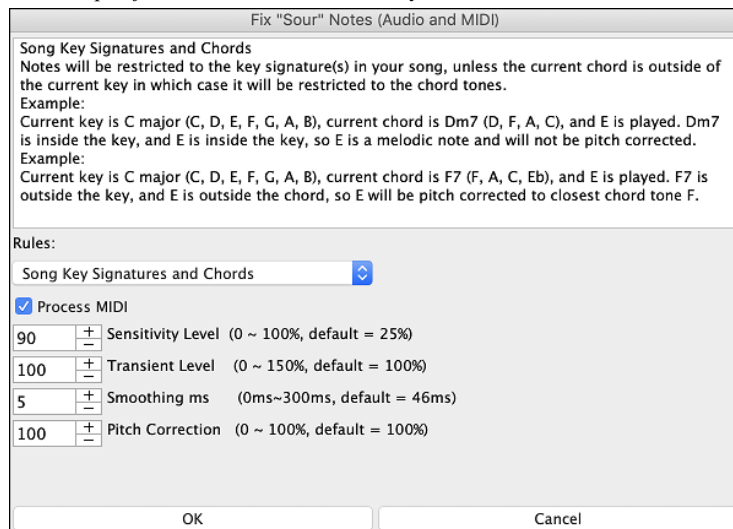 Fix "Sour" Notes (Audio and MIDI)
Song Key Signatures and Chords
Notes will be restricted to the key signature(s) in your song, unless the current chord is outside of
the current key in which case it will be restricted to the chord tones.
Example:
Current key is C major (C, D, E, F, G, A, B), current chord is Dm7 (D, F, A, C), and E is played. Dm7
is inside the key, and E is inside the key, so E is a melodic note and will not be pitch corrected.
Example:
Current key is C major (C, D, E, F, G, A, B), current chord is F7 (F, A, C, Eb), and E is played. F7 is
outside the key, and E is outside the chord, so E will be pitch corrected to closest chord tone F.
Rules:
Song Key Signatures and Chords
Process MIDI
90 + - Sensitivity Level (0 ~ 100%, default = 25%)
100 + - Transient Level (0 ~ 150%, default = 100%)
5 + - Smoothing ms (0ms~300ms, default = 46ms)
100 + - Pitch Correction (0 ~ 100%, default = 100%)
OK Cancel